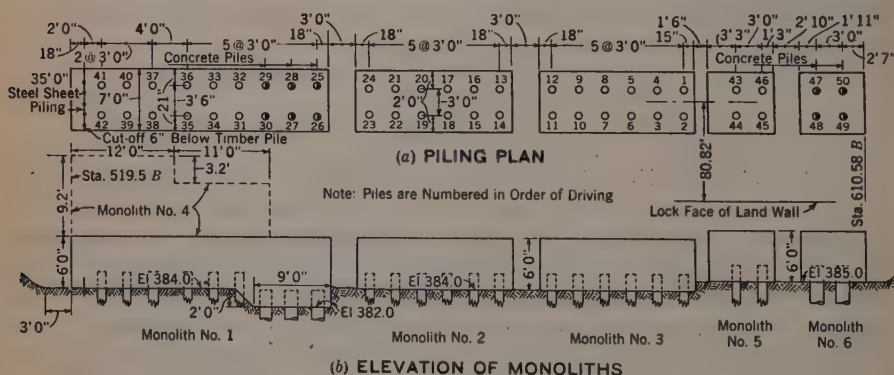 3'0" 3'0" 1'6" 3'0" 2'10" 1'11"
2'0" 4'0" 5 @ 3'0" 18" 18" 5 @ 3'0" 18" 18" 5 @ 3'0" 15" 3'3" 1'3" 3'0"
18" 2 @ 3'0" Concrete Piles Concrete Piles 2'7"
41 40 37 36 33 32 29 28 25 24 21 20 17 16 13 12 9 8 5 4 1 43 46 47 50
35'0" 7'0" 21" 3'6" 2'0" 3'0"
Steel Sheet
Piling
42 39 38 35 34 31 30 27 26 23 22 19 18 15 14 11 10 7 6 3 2 44 45 48 49
Cut-off 6" Below Timber Pile
12'0" 11'0"
(a) PILING PLAN
80.82'
Sta. 519.5 B 3.2'
Note: Piles are Numbered in Order of Driving
Sta. 610.58 B
9.2' Monolith No. 4
Lock Face of Land Wall
6'0" El 384.0 9'0" El 384.0 6'0" 6'0" El 385.0
3'0" 2'0" El 382.0
Monolith No. 1 Monolith No. 2 Monolith No. 3 Monolith No. 5 Monolith No. 6
(b) ELEVATION OF MONOLITHS